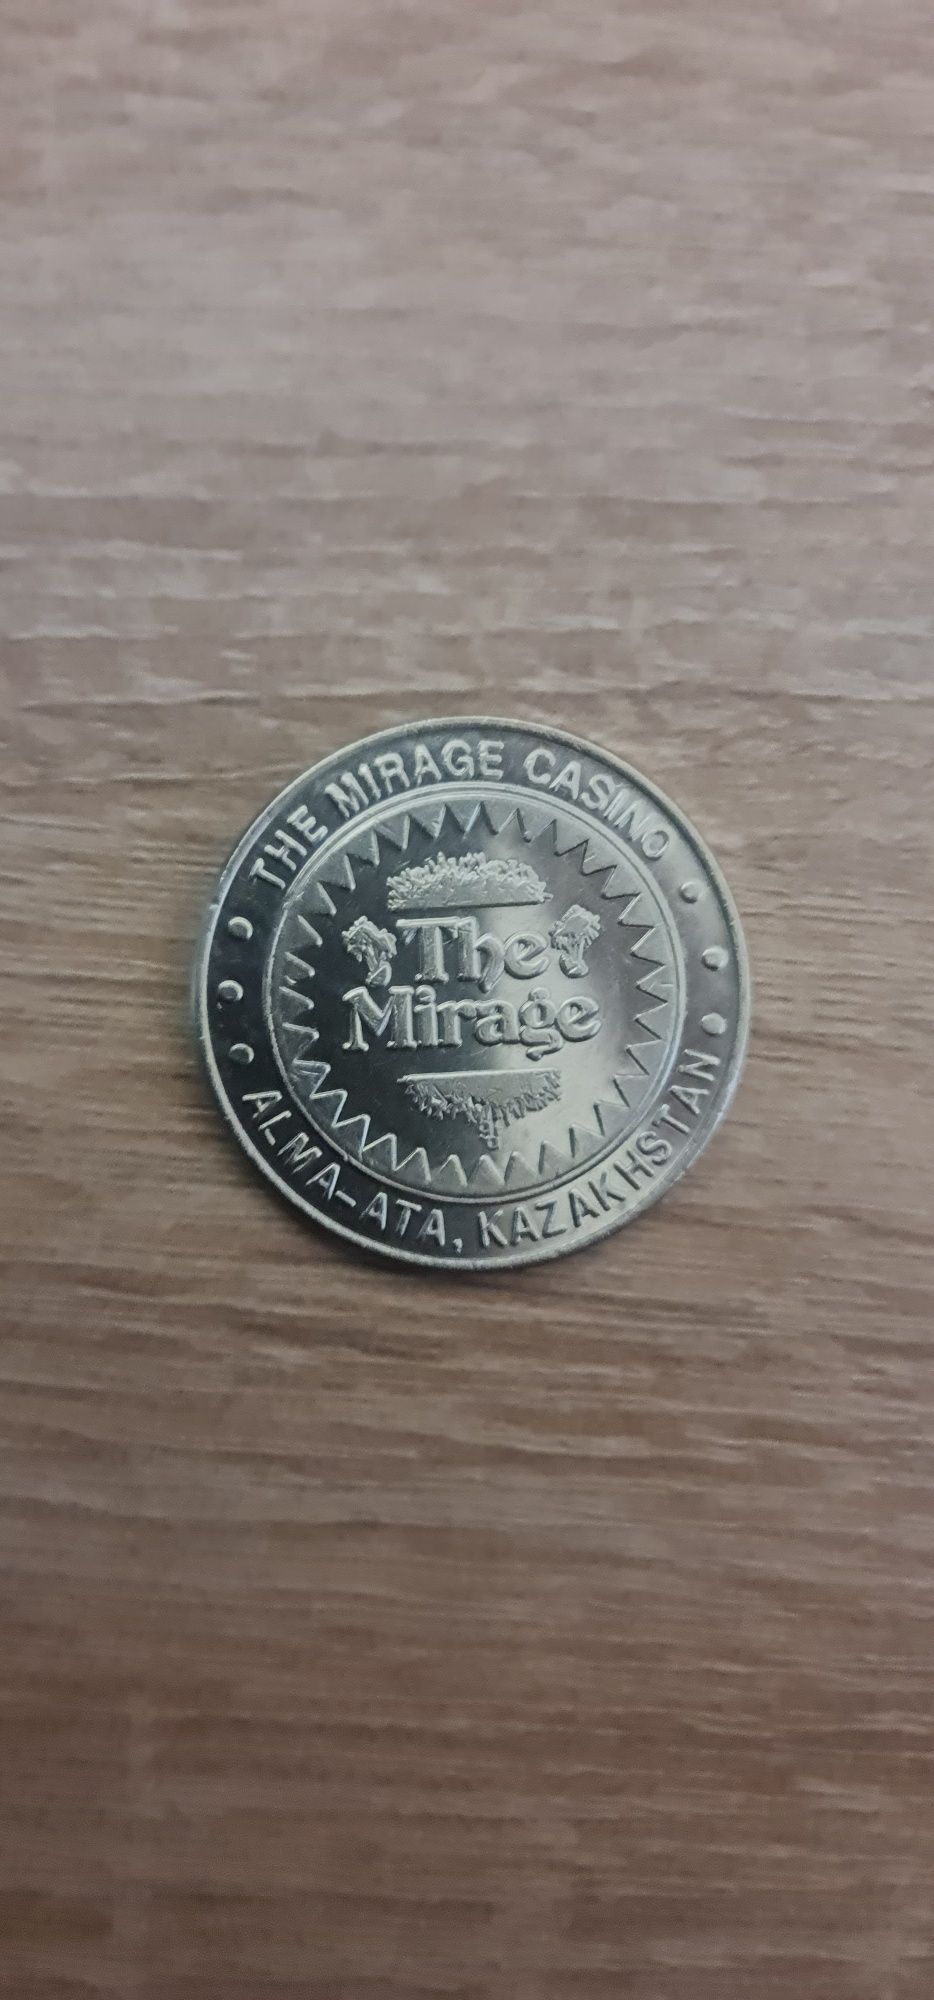 THE MIRAGE CASINO
The
Mirage
ALMA-ATA, KAZAKHSTAN